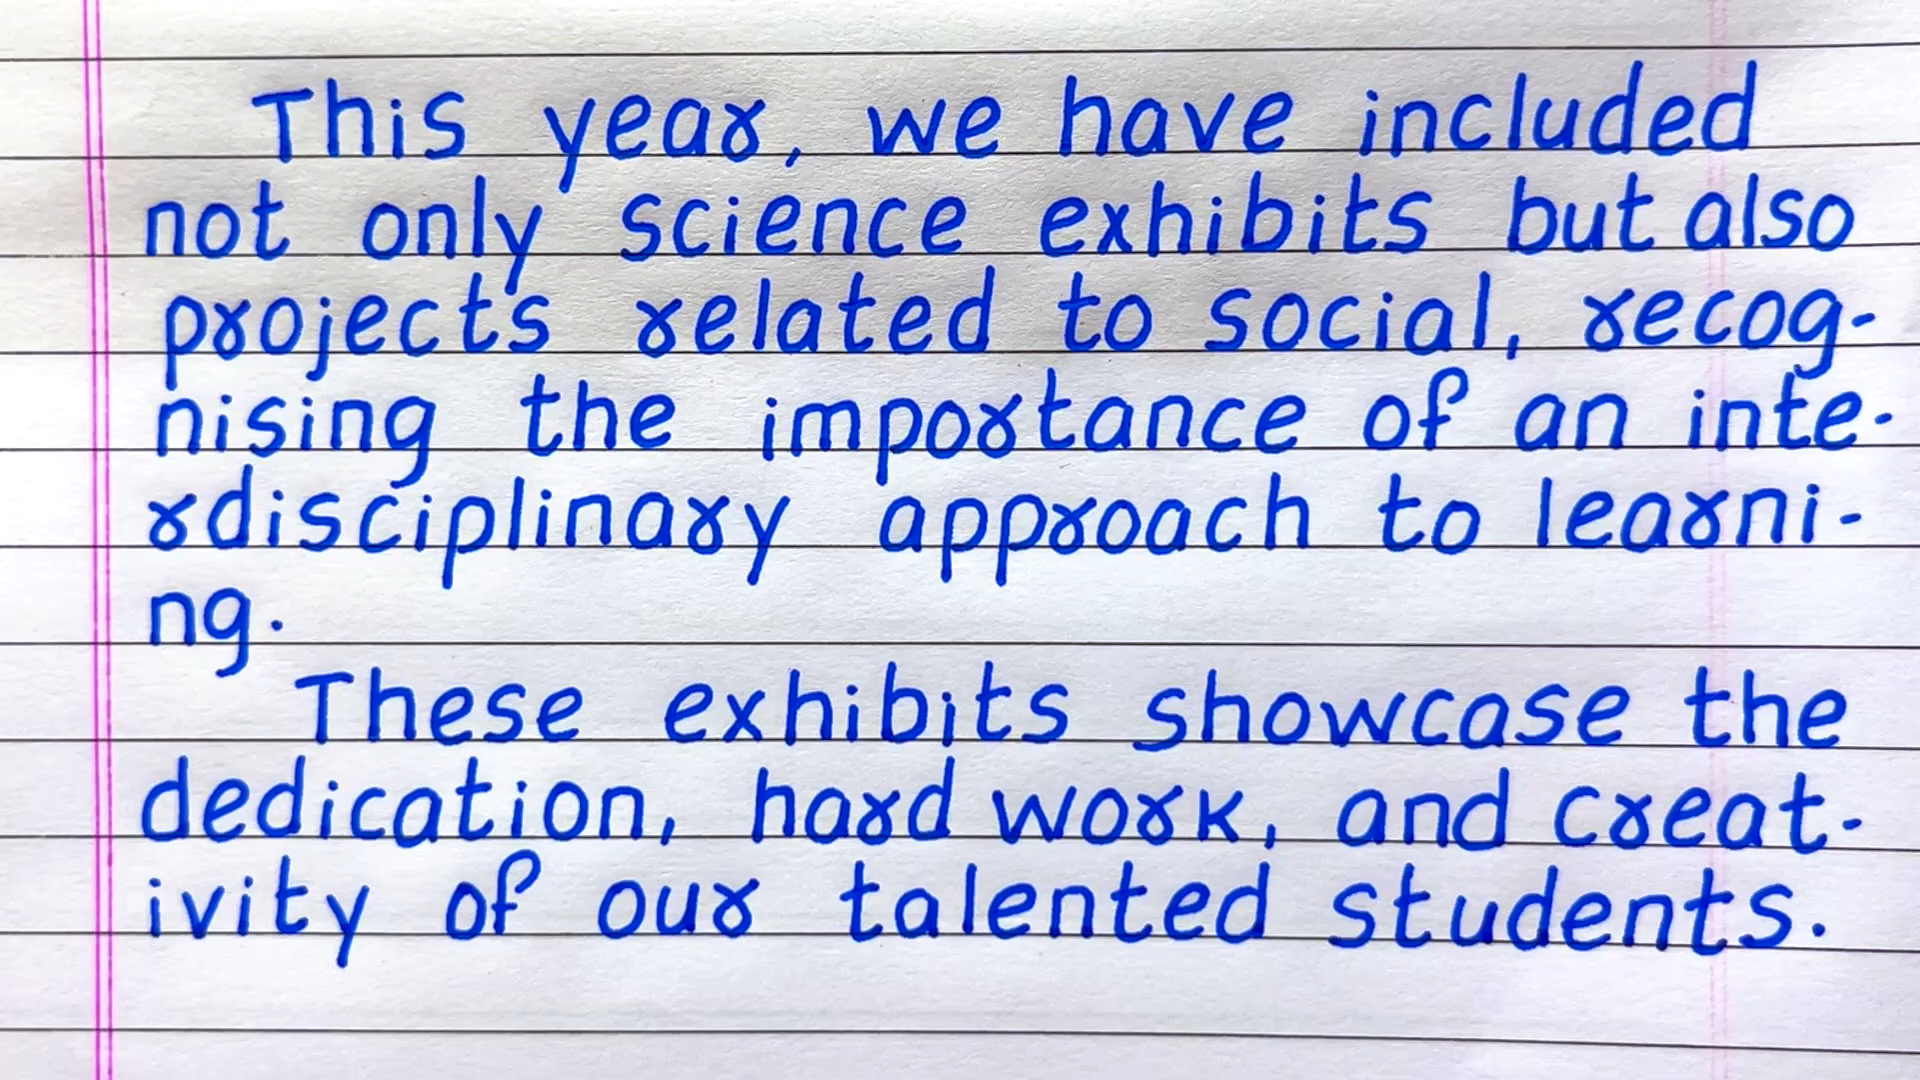 This year, we have included
not only science exhibits but also
projects related to social, recog-
nising the importance of an inte-
rdisciplinary approach to learni-
ng.
These exhibits showcase the
dedication, hard work, and creat-
ivity of our talented students.